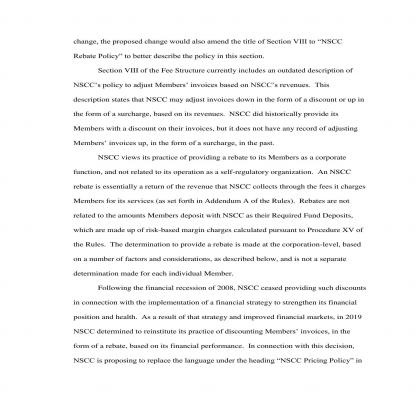 change, the proposed change would also amend the title of Section VIII to “NSCC
Rebate Policy” to better describe the policy in this section.
Section VIII of the Fee Structure currently includes an outdated description of
NSCC’s policy to adjust Members’ invoices based on NSCC’s revenues.  This
description states that NSCC may adjust invoices down in the form of a discount or up in
the form of a surcharge, based on its revenues.  NSCC did historically provide its
Members with a discount on their invoices, but it does not have any record of adjusting
Members’ invoices up, in the form of a surcharge, in the past.
NSCC views its practice of providing a rebate to its Members as a corporate
function, and not related to its operation as a self-regulatory organization.  An NSCC
rebate is essentially a return of the revenue that NSCC collects through the fees it charges
Members for its services (as set forth in Addendum A of the Rules).  Rebates are not
related to the amounts Members deposit with NSCC as their Required Fund Deposits,
which are made up of risk-based margin charges calculated pursuant to Procedure XV of
the Rules.  The determination to provide a rebate is made at the corporation-level, based
on a number of factors and considerations, as described below, and is not a separate
determination made for each individual Member.
Following the financial recession of 2008, NSCC ceased providing such discounts
in connection with the implementation of a financial strategy to strengthen its financial
position and health.  As a result of that strategy and improved financial markets, in 2019
NSCC determined to reinstitute its practice of discounting Members’ invoices, in the
form of a rebate, based on its financial performance.  In connection with this decision,
NSCC is proposing to replace the language under the heading “NSCC Pricing Policy” in